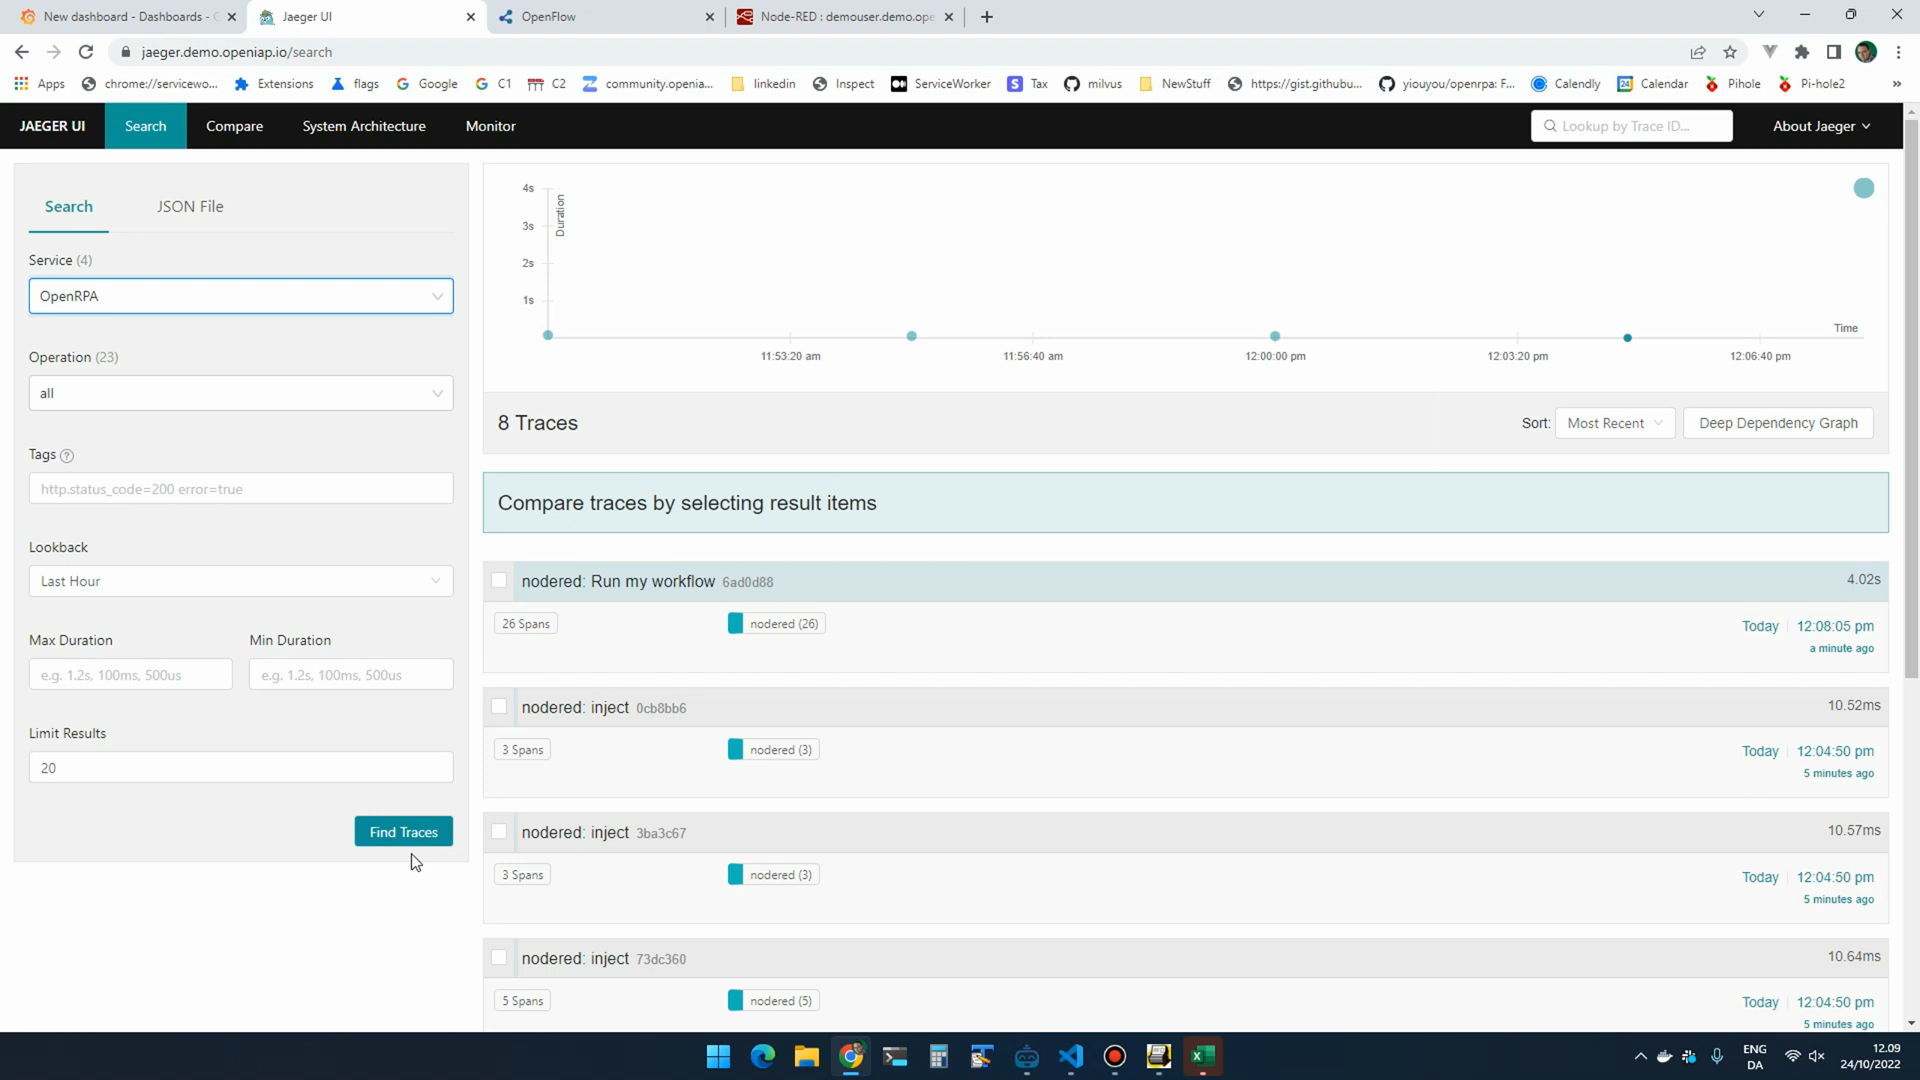 New dashboard - Dashboards -
Jaeger UI
OpenFlow
Node-RED : demouser.demo.ope
jaeger.demo.openiap.io/search
Apps
chrome://servicewo...
Extensions
flags
Google
C1
C2
community.openia...
linkedin
Inspect
ServiceWorker
Tax
milvus
NewStuff
https://gist.githubu...
yiouyou/openrpa: F...
Calendly
Calendar
Pihole
Pi-hole2
»
JAEGER UI
Search
Compare
System Architecture
Monitor
Lookup by Trace ID...
About Jaeger
Search
JSON File
Service (4)
OpenRPA
Operation (23)
all
Tags
http.status_code=200 error=true
Lookback
Last Hour
Max Duration
Min Duration
e.g. 1.2s, 100ms, 500us
e.g. 1.2s, 100ms, 500us
Limit Results
20
Find Traces
Duration
4s
3s
2s
1s
Time
11:53:20 am
11:56:40 am
12:00:00 pm
12:03:20 pm
12:06:40 pm
8 Traces
Sort:
Most Recent
Deep Dependency Graph
Compare traces by selecting result items
nodered: Run my workflow 6ad0d88
4.02s
26 Spans
nodered (26)
Today
12:08:05 pm
a minute ago
nodered: inject 0cb8bb6
10.52ms
3 Spans
nodered (3)
Today
12:04:50 pm
5 minutes ago
nodered: inject 3ba3c67
10.57ms
3 Spans
nodered (3)
Today
12:04:50 pm
5 minutes ago
nodered: inject 73dc360
10.64ms
5 Spans
nodered (5)
Today
12:04:50 pm
5 minutes ago
ENG
DA
12.09
24/10/2022